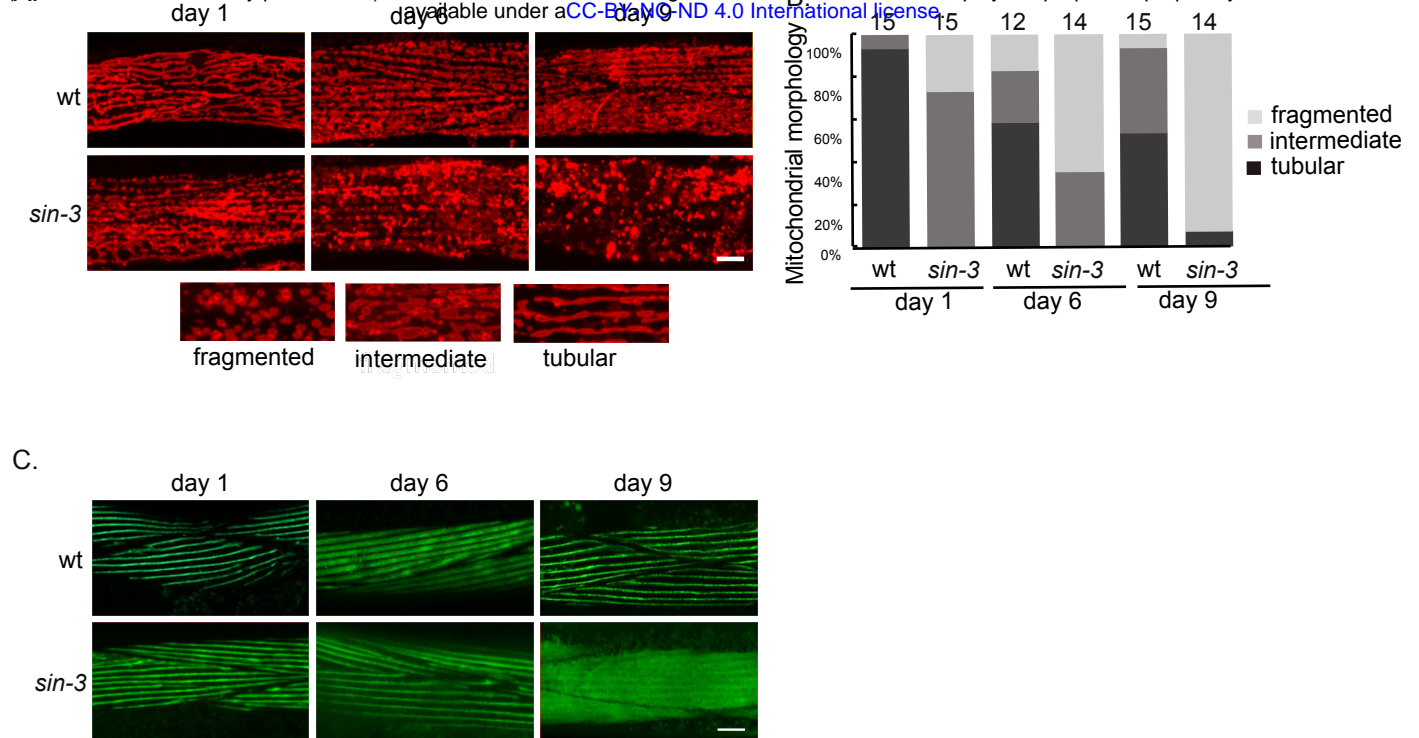 available under aCC-BY-NC-ND 4.0 International license
day 1
day 6
day 9
wt
sin-3
fragmented
intermediate
tubular
B.
15 15 12 14 15 14
Mitochondrial morphology
100%
80%
60%
40%
20%
0%
wt sin-3 wt sin-3 wt sin-3
day 1 day 6 day 9
fragmented
intermediate
tubular
C.
day 1 day 6 day 9
wt
sin-3